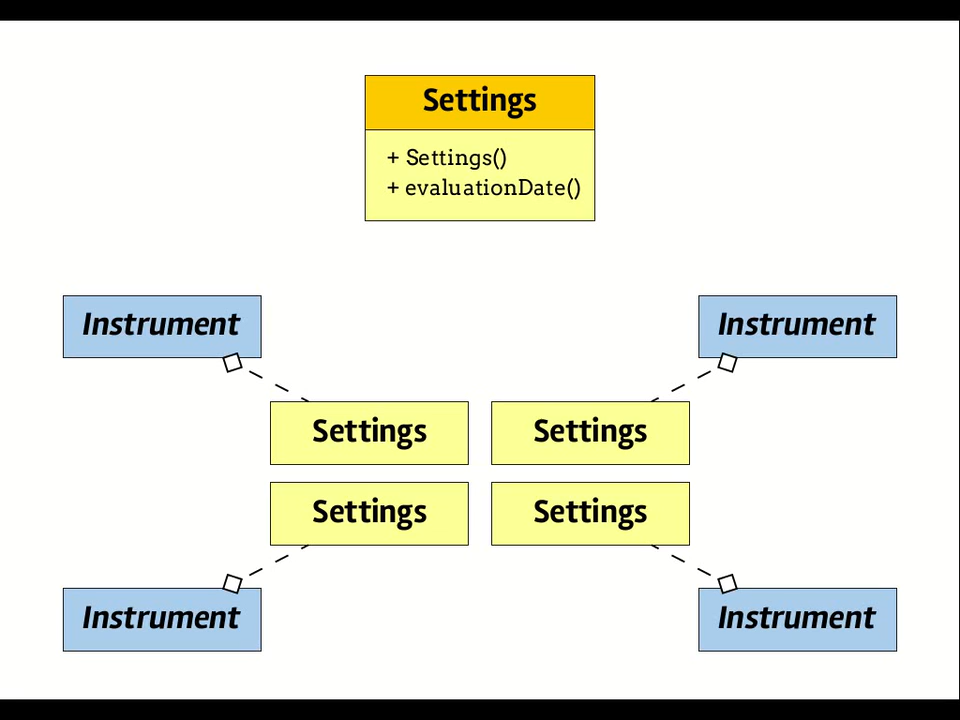 Settings
+ Settings()
+ evaluationDate()
Instrument
Instrument
Settings
Settings
Settings
Settings
Instrument
Instrument